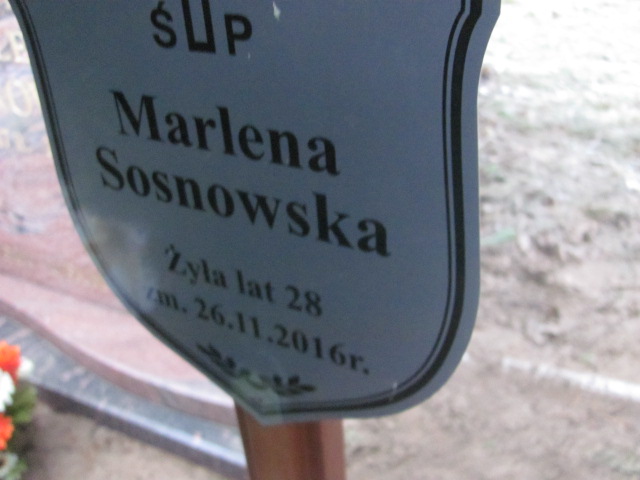 ŚP
Marlena
Sosnowska
Żyła lat 28
zm. 26.11.2016r.